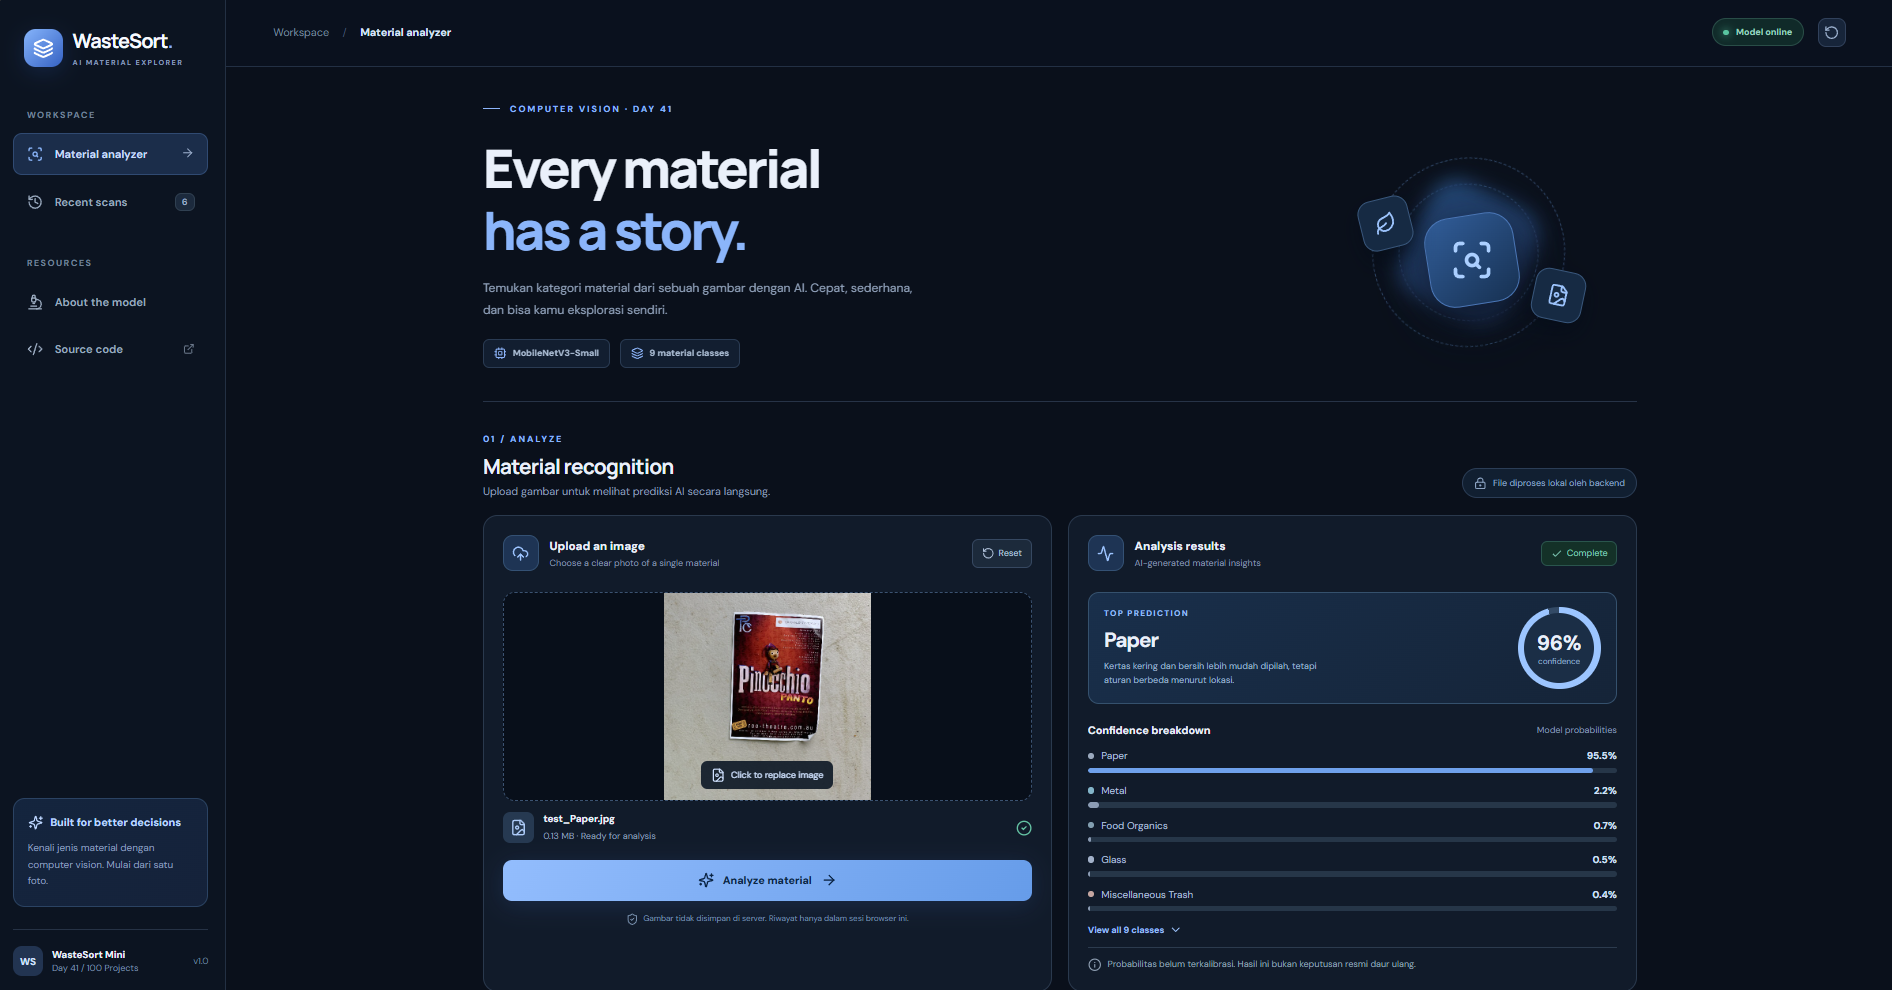 WasteSort.
AI MATERIAL EXPLORER
WORKSPACE
Material analyzer
Recent scans
6
RESOURCES
About the model
Source code
Built for better decisions
Kenali jenis material dengan
computer vision. Mulai dari satu
foto.
WS
WasteSort Mini
Day 41 / 100 Projects
v1.0
Workspace / Material analyzer
Model online
COMPUTER VISION · DAY 41
Every material
has a story.
Temukan kategori material dari sebuah gambar dengan AI. Cepat, sederhana,
dan bisa kamu eksplorasi sendiri.
MobileNetV3-Small
9 material classes
01 / ANALYZE
Material recognition
Upload gambar untuk melihat prediksi AI secara langsung.
File diproses lokal oleh backend
Upload an image
Choose a clear photo of a single material
Reset
Pinocchio
PANTO
Click to replace image
test_Paper.jpg
0.13 MB · Ready for analysis
Analyze material
Gambar tidak disimpan di server. Riwayat hanya dalam sesi browser ini.
Analysis results
AI-generated material insights
Complete
TOP PREDICTION
Paper
Kertas kering dan bersih lebih mudah dipilah, tetapi
aturan berbeda menurut lokasi.
96%
confidence
Confidence breakdown
Model probabilities
Paper 95.5%
Metal 2.2%
Food Organics 0.7%
Glass 0.5%
Miscellaneous Trash 0.4%
View all 9 classes
Probabilitas belum terkalibrasi. Hasil ini bukan keputusan resmi daur ulang.